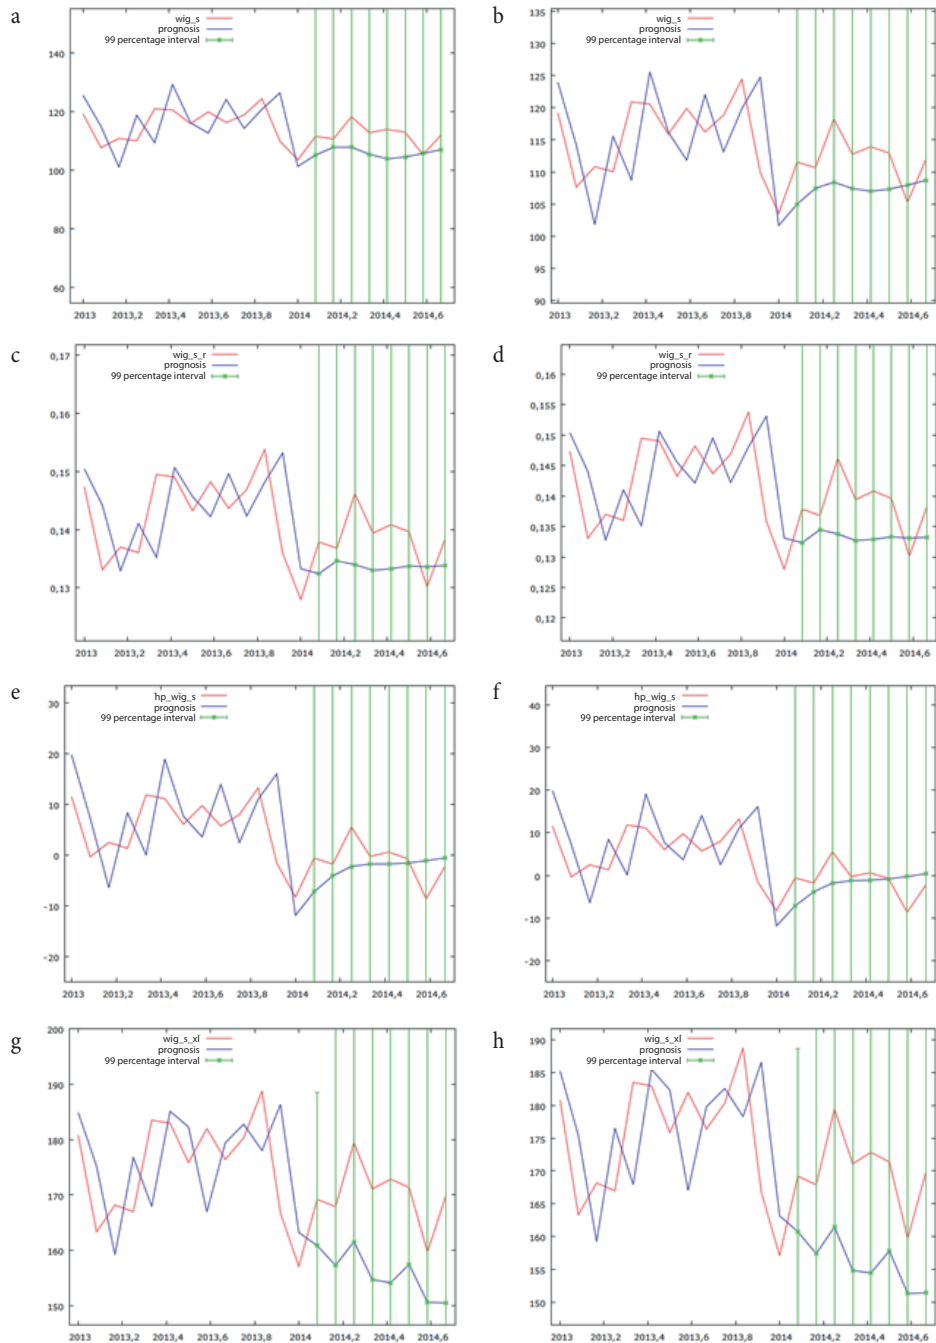 a
wig_s
prognosis
99 percentage interval
140
120
100
80
60
2013 2013,2 2013,4 2013,6 2013,8 2014 2014,2 2014,4 2014,6
b
wig_s
prognosis
99 percentage interval
135
130
125
120
115
110
105
100
95
90
2013 2013,2 2013,4 2013,6 2013,8 2014 2014,2 2014,4 2014,6
c
wig_s_r
prognosis
99 percentage interval
0,17
0,16
0,15
0,14
0,13
2013 2013,2 2013,4 2013,6 2013,8 2014 2014,2 2014,4 2014,6
d
wig_s_r
prognosis
99 percentage interval
0,16
0,155
0,15
0,145
0,14
0,135
0,13
0,125
0,12
2013 2013,2 2013,4 2013,6 2013,8 2014 2014,2 2014,4 2014,6
e
hp_wig_s
prognosis
99 percentage interval
30
20
10
0
-10
-20
2013 2013,2 2013,4 2013,6 2013,8 2014 2014,2 2014,4 2014,6
f
hp_wig_s
prognosis
99 percentage interval
40
30
20
10
0
-10
-20
2013 2013,2 2013,4 2013,6 2013,8 2014 2014,2 2014,4 2014,6
g
wig_s_xl
prognosis
99 percentage interval
200
190
180
170
160
150
2013 2013,2 2013,4 2013,6 2013,8 2014 2014,2 2014,4 2014,6
h
wig_s_xl
prognosis
99 percentage interval
190
185
180
175
170
165
160
155
150
2013 2013,2 2013,4 2013,6 2013,8 2014 2014,2 2014,4 2014,6